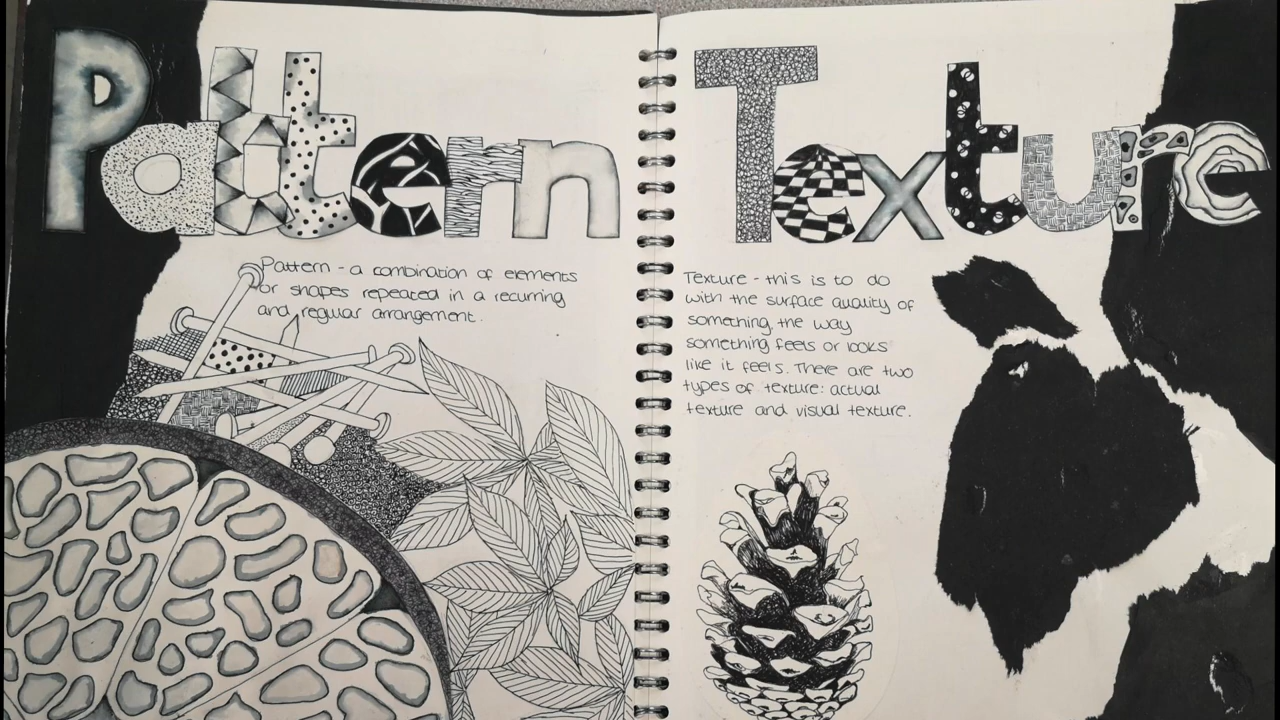 Pattern
Pattern - a combination of elements
or shapes repeated in a recurring
and regular arrangement.
Texture
Texture - this is to do
with the surface quality of
something, the way
something feels or looks
like it feels. There are two
types of texture: actual
texture and visual texture.